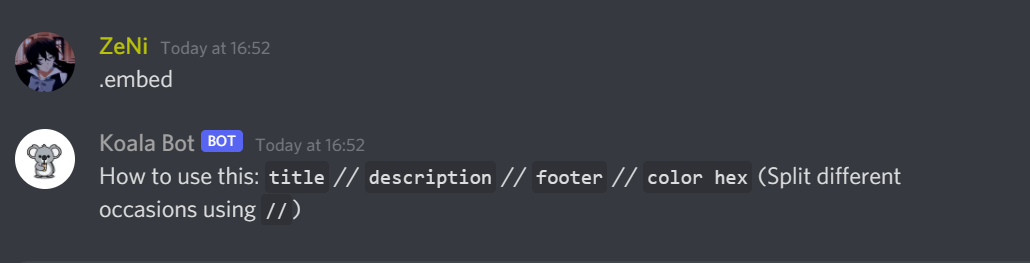 ZeNi Today at 16:52
.embed
Koala Bot BOT Today at 16:52
How to use this: title // description // footer // color hex (Split different
occasions using //)